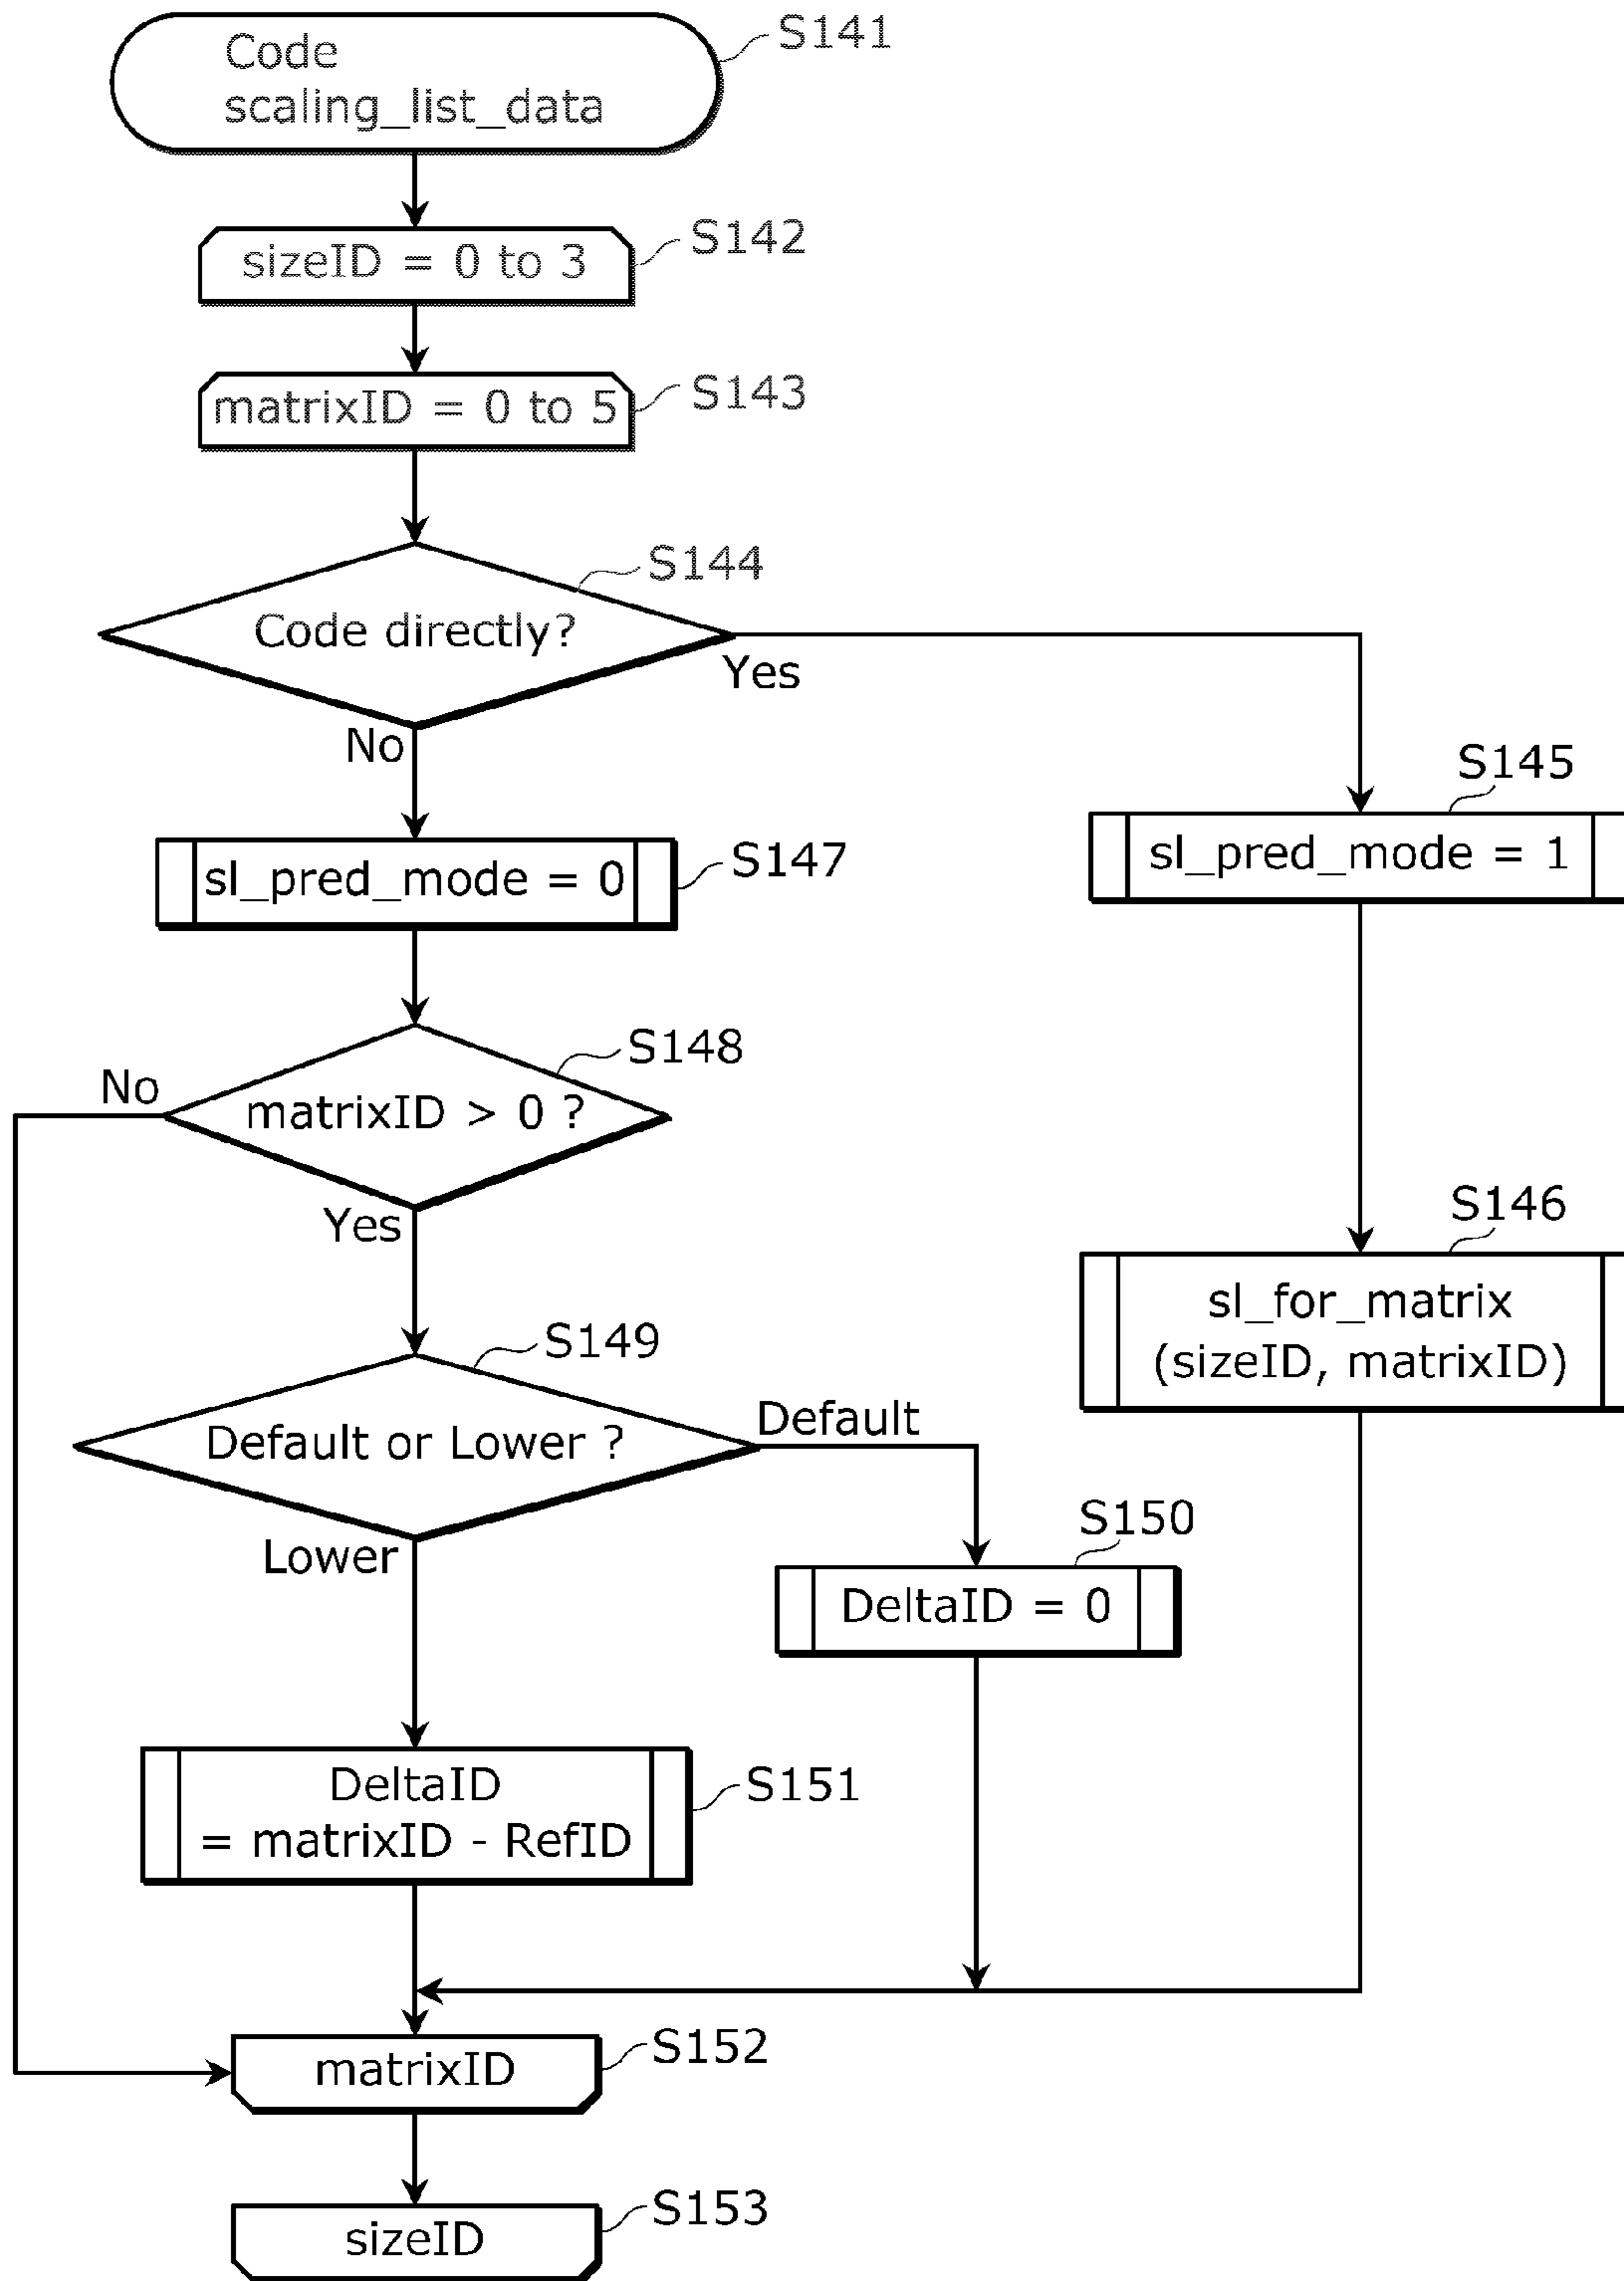 Code
scaling_list_data
S141
sizeID = 0 to 3
S142
matrixID = 0 to 5
S143
Code directly?
S144
Yes
No
S145
sl_pred_mode = 1
sl_pred_mode = 0
S147
S148
No
matrixID > 0 ?
Yes
S146
sl_for_matrix
(sizeID, matrixID)
S149
Default or Lower ?
Default
Lower
S150
DeltaID = 0
DeltaID
= matrixID - RefID
S151
matrixID
S152
sizeID
S153